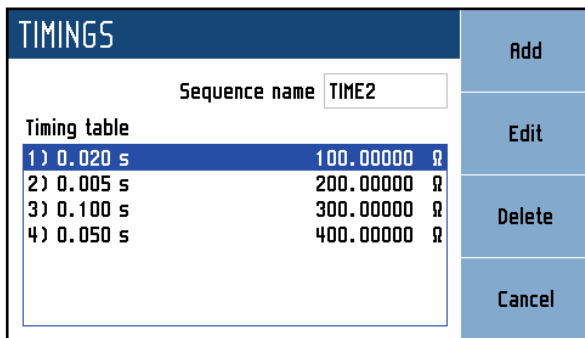 TIMINGS
Sequence name TIME2
Timing table
1) 0.020 s 100.00000 Ω
2) 0.005 s 200.00000 Ω
3) 0.100 s 300.00000 Ω
4) 0.050 s 400.00000 Ω
Add
Edit
Delete
Cancel